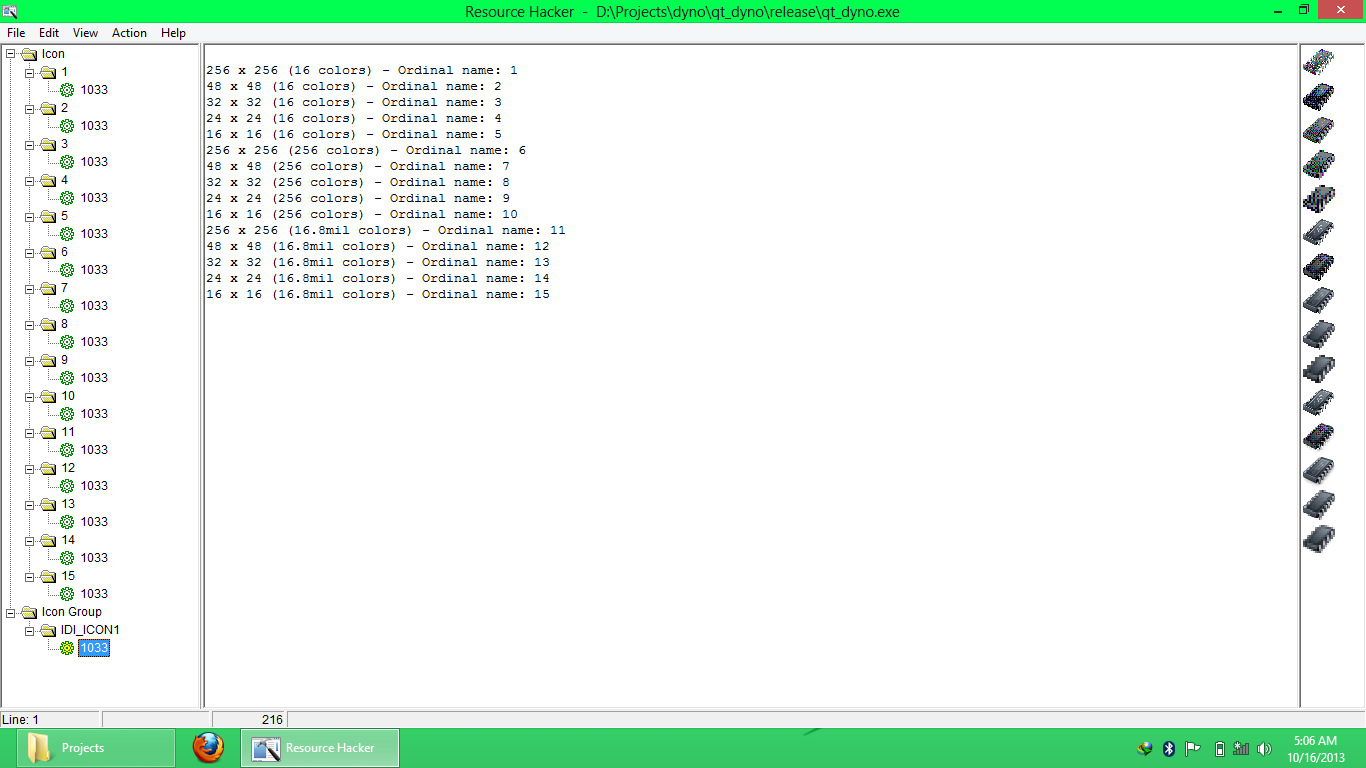 Resource Hacker - D:\Projects\dyno\qt_dyno\release\qt_dyno.exe
File Edit View Action Help
Icon
1
1033
2
1033
3
1033
4
1033
5
1033
6
1033
7
1033
8
1033
9
1033
10
1033
11
1033
12
1033
13
1033
14
1033
15
1033
Icon Group
IDI_ICON1
1033
256 x 256 (16 colors) - Ordinal name: 1
48 x 48 (16 colors) - Ordinal name: 2
32 x 32 (16 colors) - Ordinal name: 3
24 x 24 (16 colors) - Ordinal name: 4
16 x 16 (16 colors) - Ordinal name: 5
256 x 256 (256 colors) - Ordinal name: 6
48 x 48 (256 colors) - Ordinal name: 7
32 x 32 (256 colors) - Ordinal name: 8
24 x 24 (256 colors) - Ordinal name: 9
16 x 16 (256 colors) - Ordinal name: 10
256 x 256 (16.8mil colors) - Ordinal name: 11
48 x 48 (16.8mil colors) - Ordinal name: 12
32 x 32 (16.8mil colors) - Ordinal name: 13
24 x 24 (16.8mil colors) - Ordinal name: 14
16 x 16 (16.8mil colors) - Ordinal name: 15
Line: 1 216
Projects Resource Hacker
5:06 AM
10/16/2013